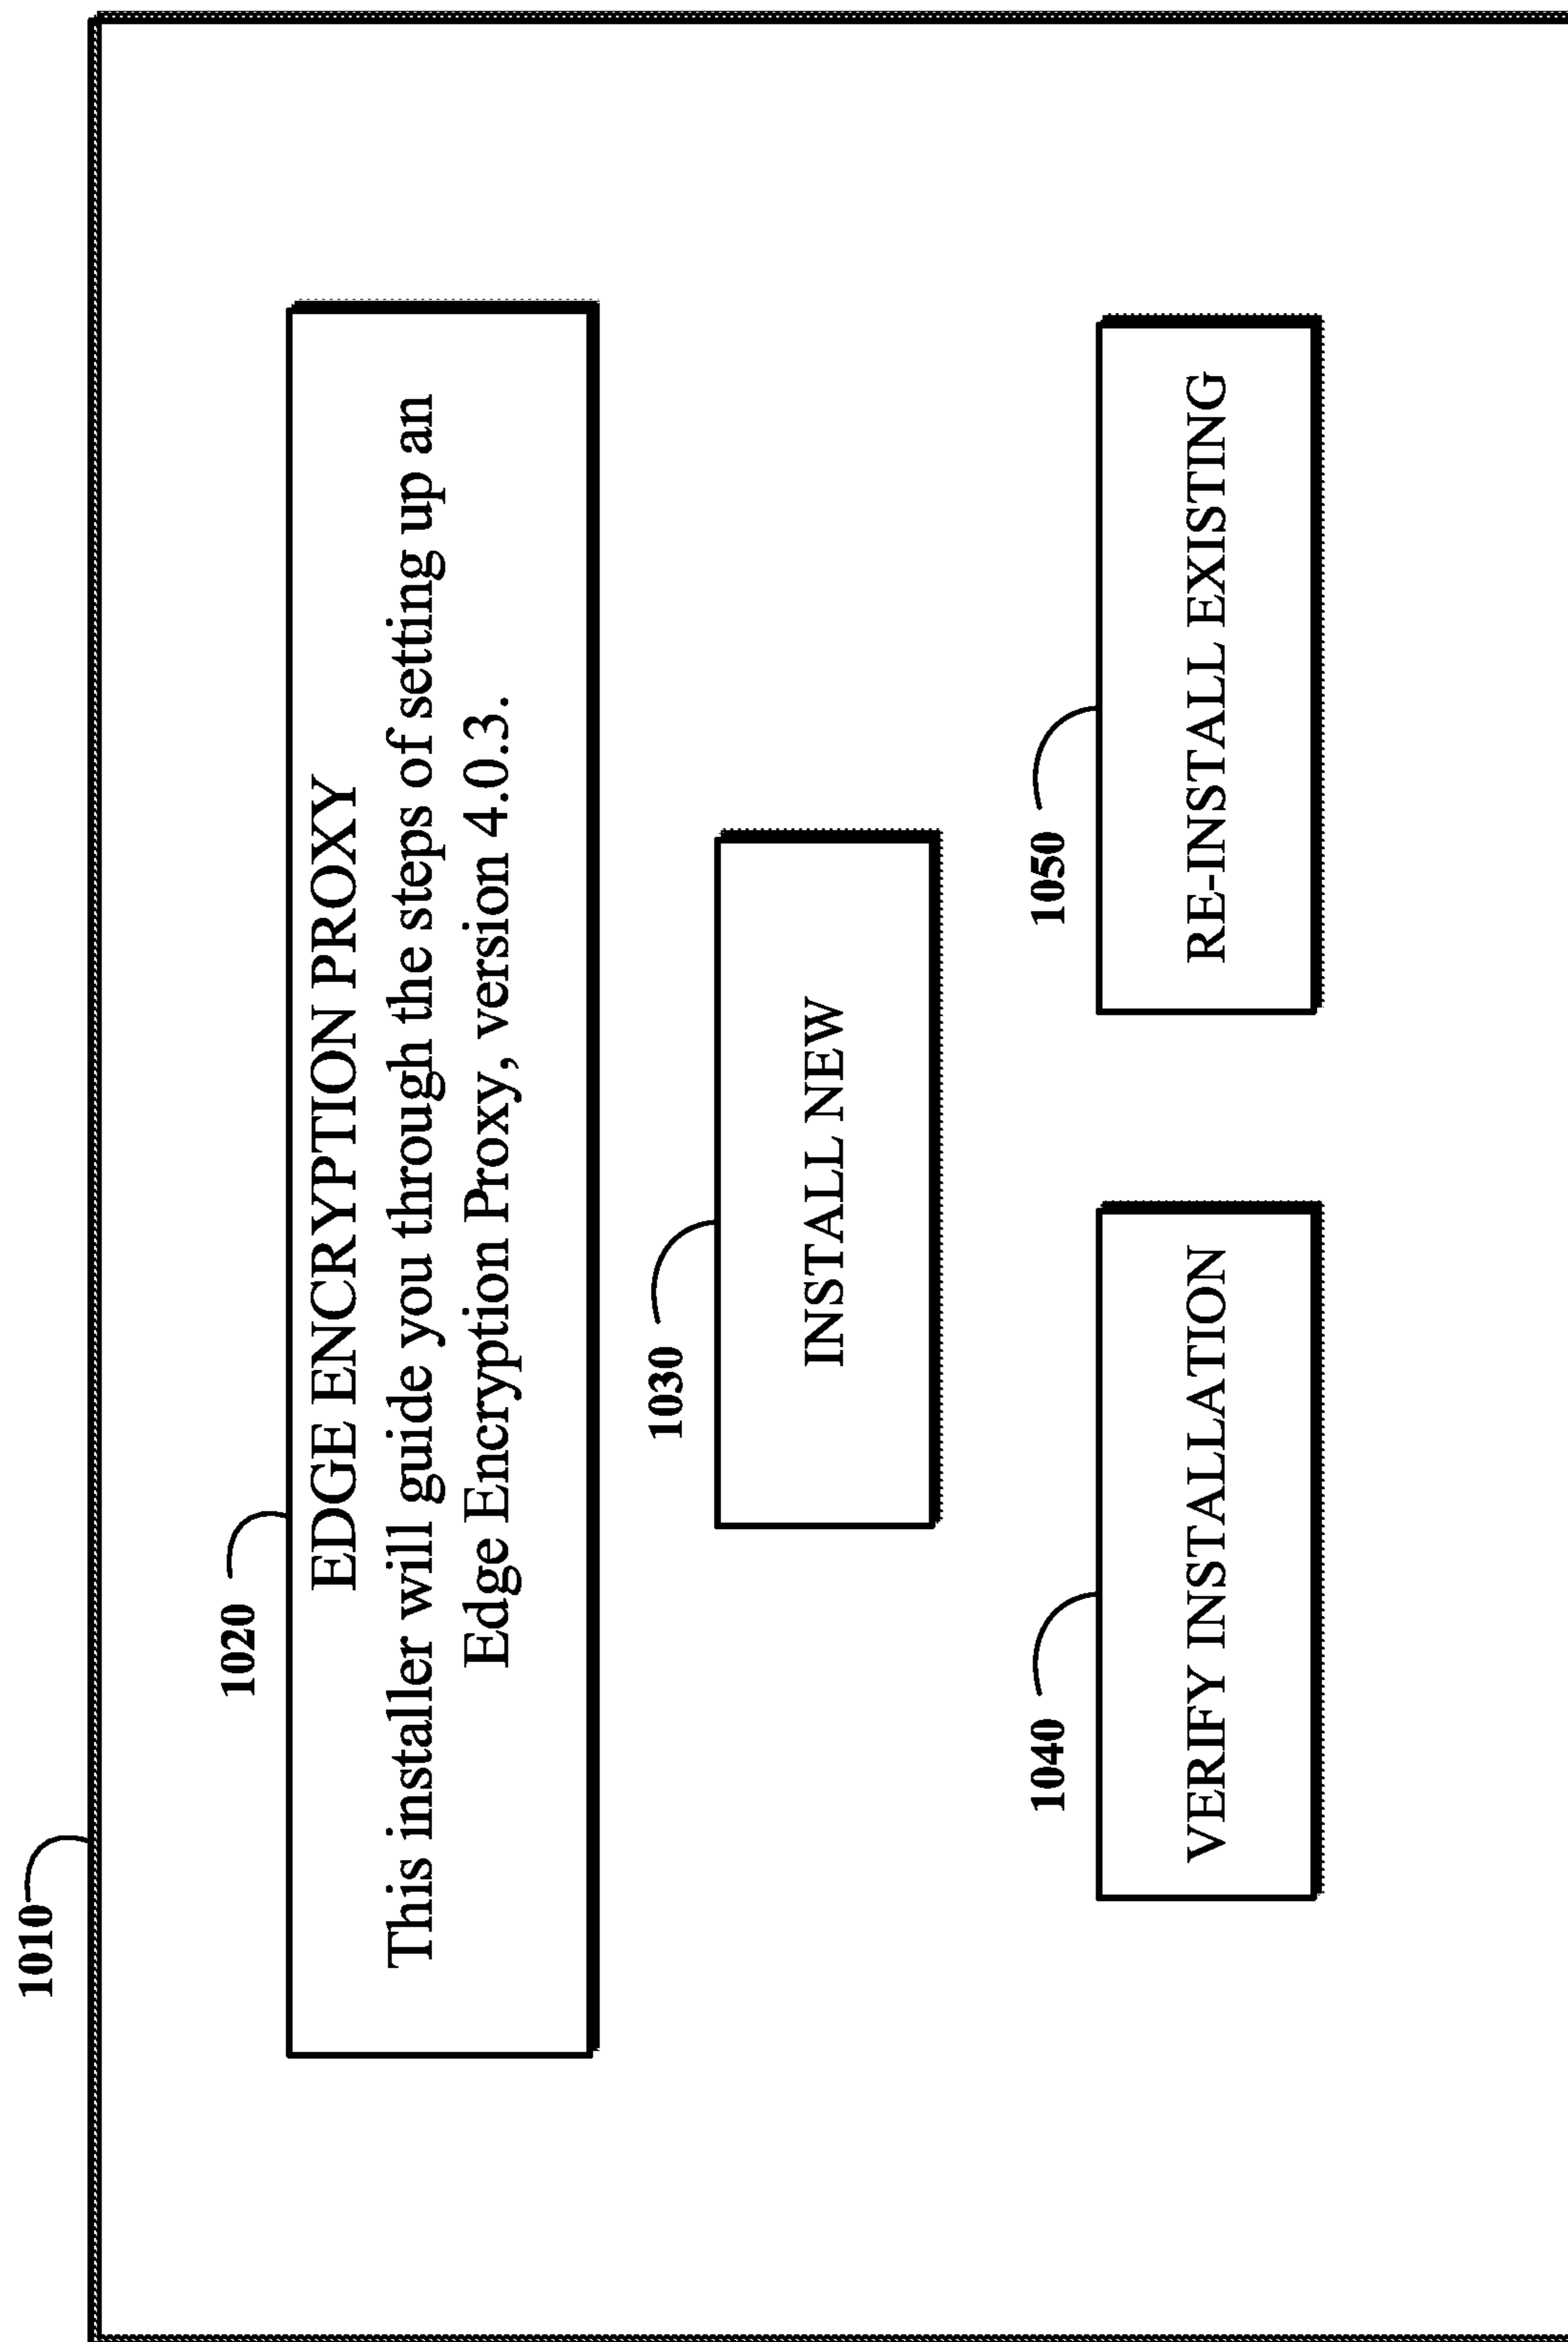 1010
1020
EDGE ENCRYPTION PROXY
This installer will guide you through the steps of setting up an
Edge Encryption Proxy, version 4.0.3.
1030
INSTALL NEW
1040
VERIFY INSTALLATION
1050
RE-INSTALL EXISTING